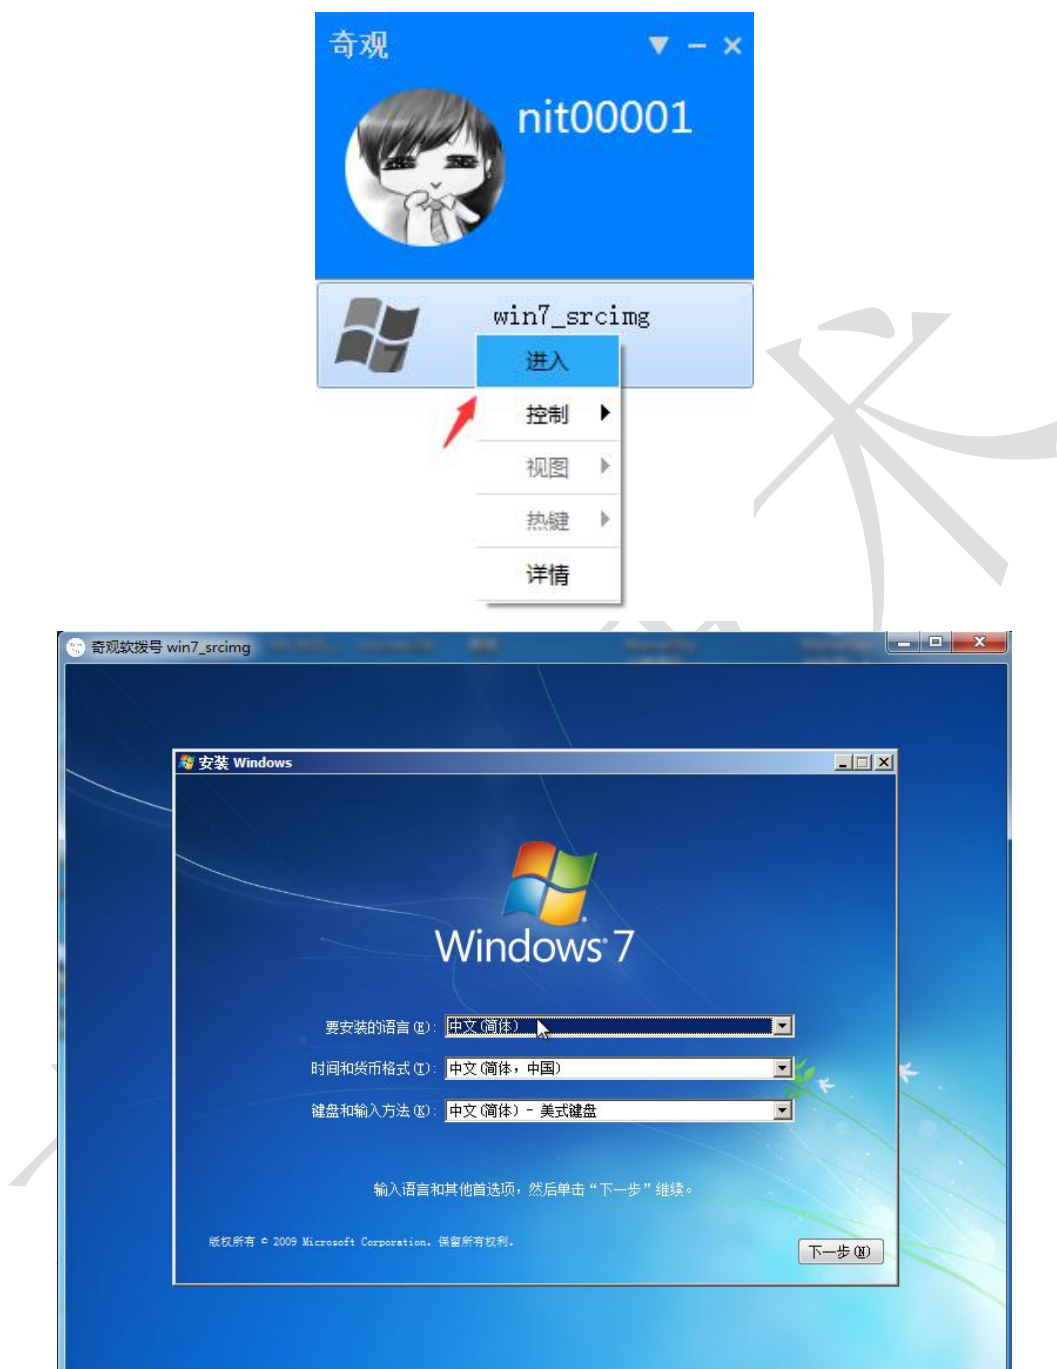 奇观
nit00001
win7_srcimg
进入
控制
视图
热键
详情
奇观软拨号 win7_srcimg
安装 Windows
Windows 7
要安装的语言(E): 中文(简体)
时间和货币格式(T): 中文(简体，中国)
键盘和输入方法(K): 中文(简体) - 美式键盘
输入语言和其他首选项，然后单击“下一步”继续。
版权所有 © 2009 Microsoft Corporation。保留所有权利。
下一步(N)